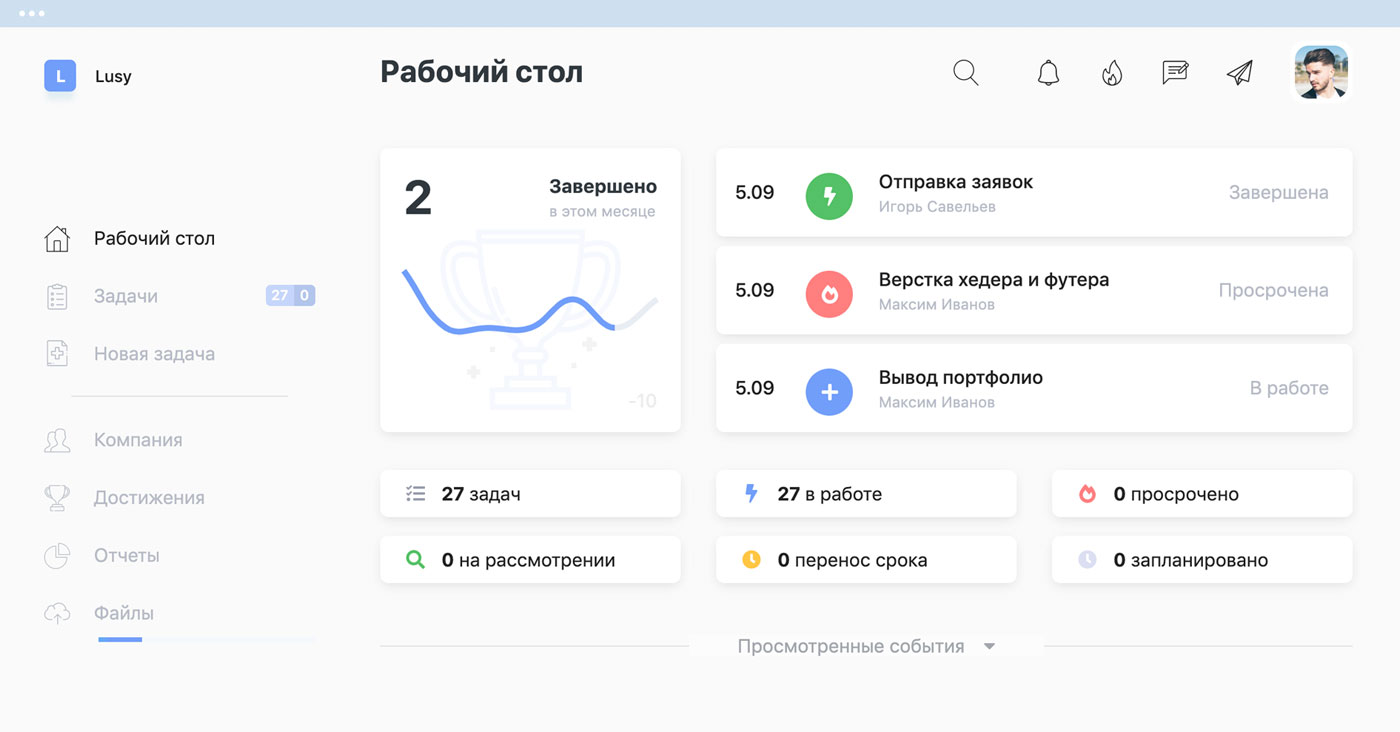 L Lusy
Рабочий стол
Рабочий стол
Задачи 27 0
Новая задача
Компания
Достижения
Отчеты
Файлы
2 Завершено
в этом месяце
-10
5.09 Отправка заявок Завершена
Игорь Савельев
5.09 Верстка хедера и футера Просрочена
Максим Иванов
5.09 Вывод портфолио В работе
Максим Иванов
27 задач
27 в работе
0 просрочено
0 на рассмотрении
0 перенос срока
0 запланировано
Просмотренные события